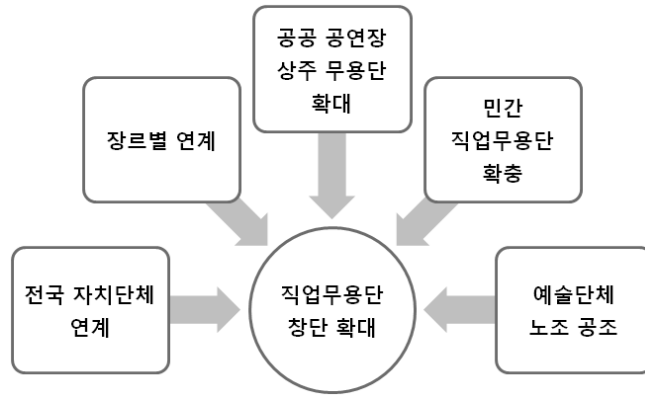 공공 공연장
상주 무용단
확대
장르별 연계
민간
직업무용단
확충
전국 자치단체
연계
직업무용단
창단 확대
예술단체
노조 공조